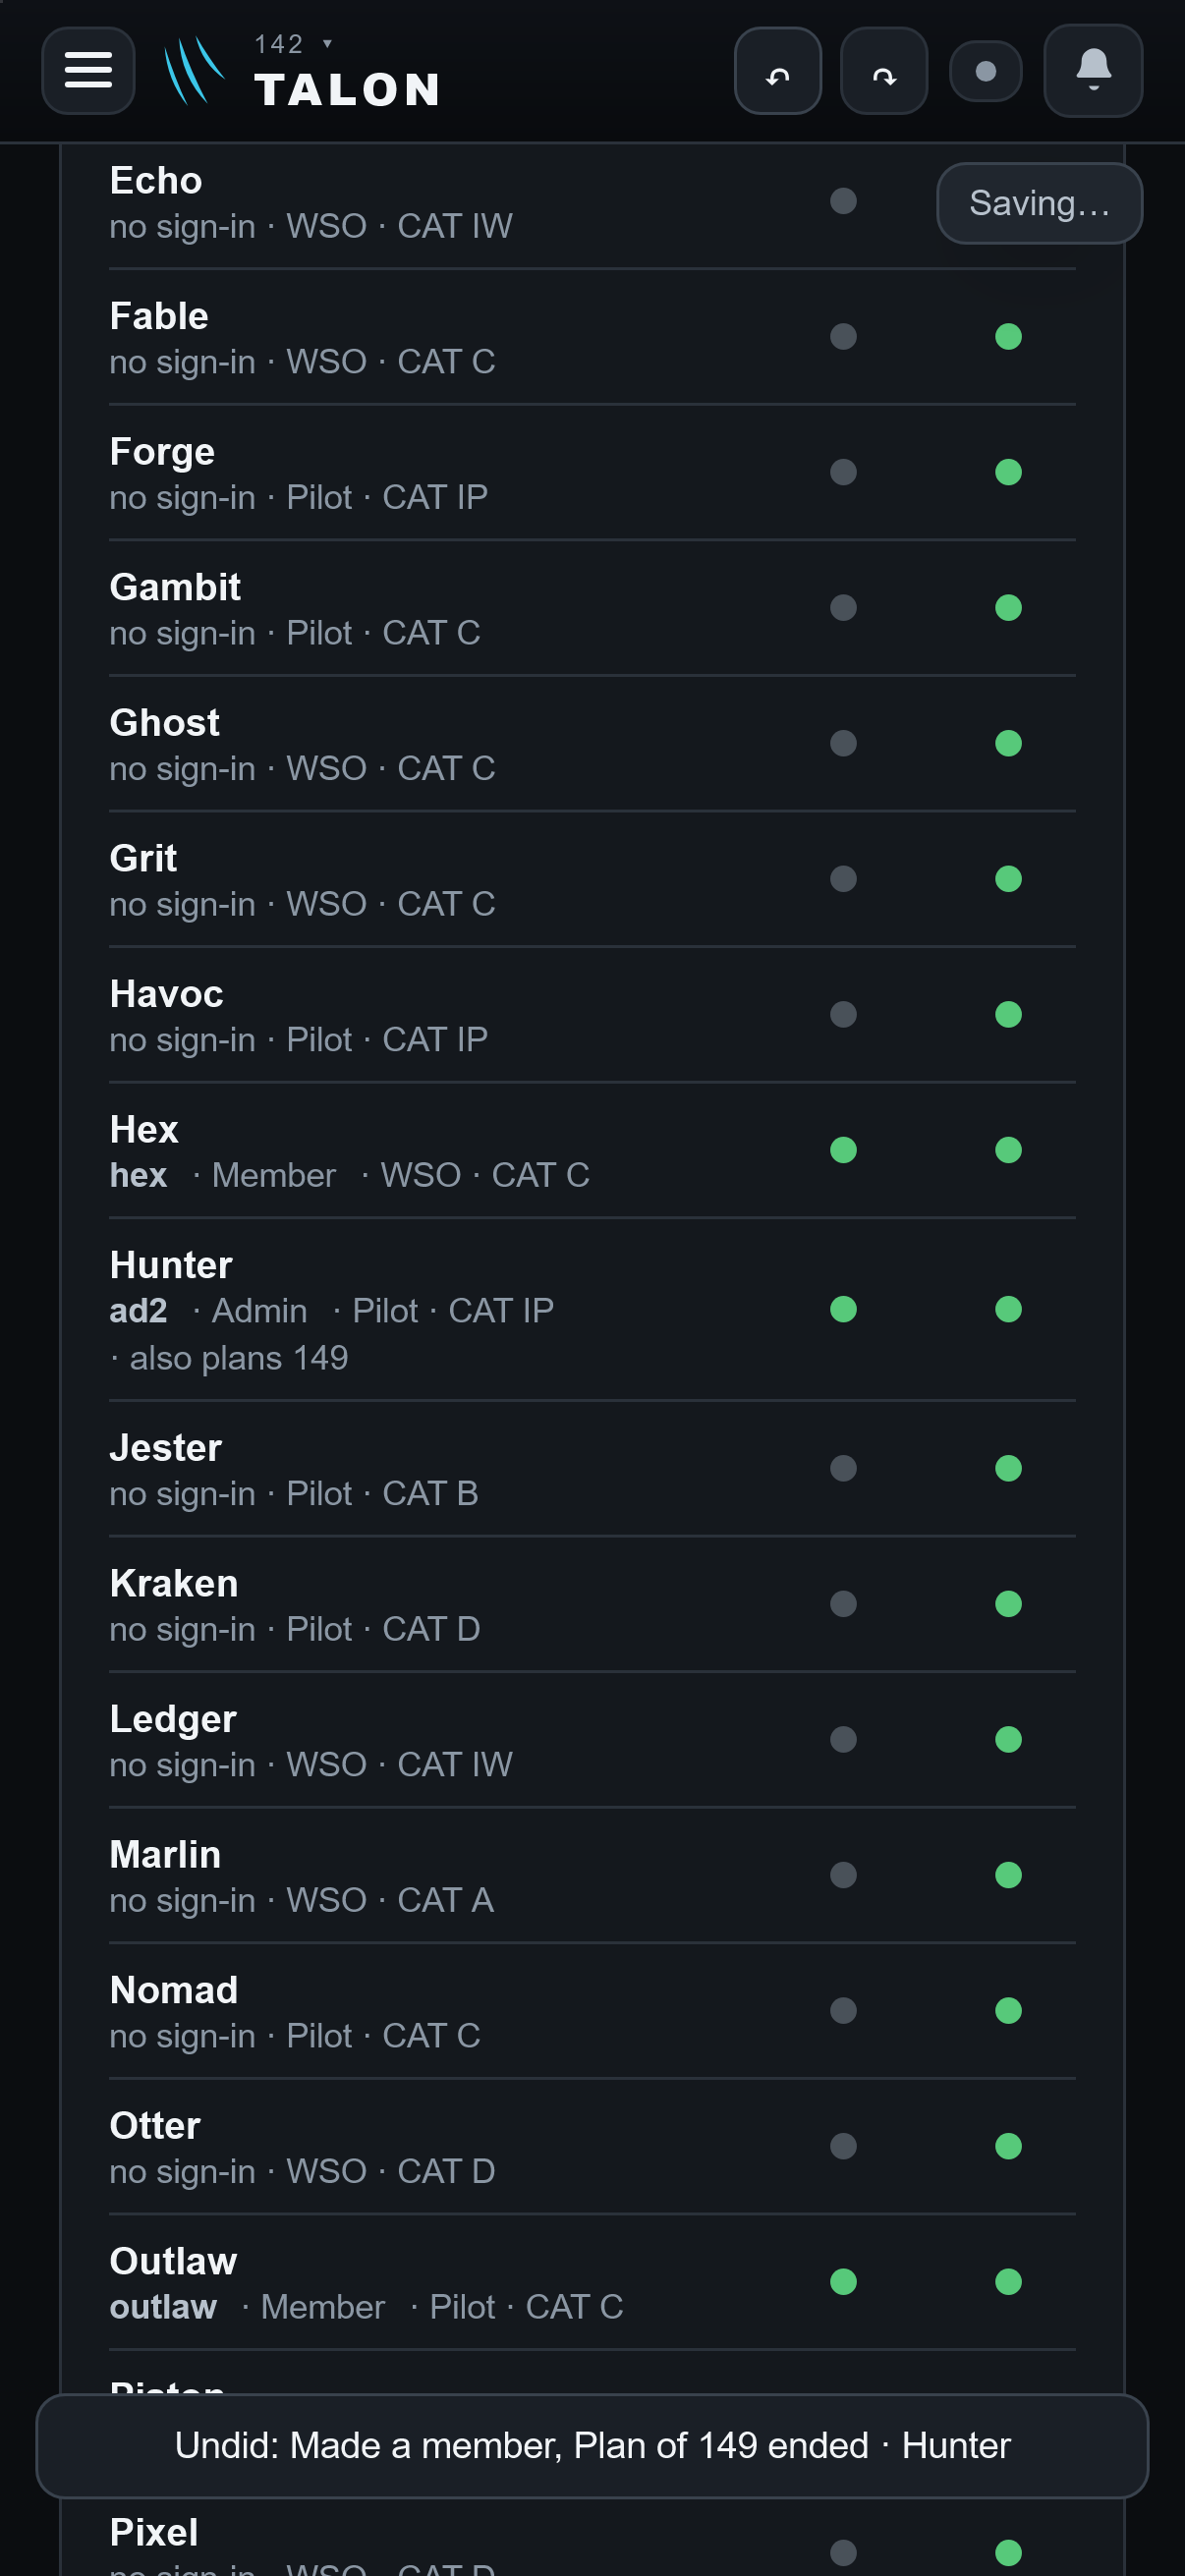 142 ▾
TALON
Echo
Saving…
no sign-in · WSO · CAT IW
Fable
no sign-in · WSO · CAT C
Forge
no sign-in · Pilot · CAT IP
Gambit
no sign-in · Pilot · CAT C
Ghost
no sign-in · WSO · CAT C
Grit
no sign-in · WSO · CAT C
Havoc
no sign-in · Pilot · CAT IP
Hex
hex · Member · WSO · CAT C
Hunter
ad2 · Admin · Pilot · CAT IP
· also plans 149
Jester
no sign-in · Pilot · CAT B
Kraken
no sign-in · Pilot · CAT D
Ledger
no sign-in · WSO · CAT IW
Marlin
no sign-in · WSO · CAT A
Nomad
no sign-in · Pilot · CAT C
Otter
no sign-in · WSO · CAT D
Outlaw
outlaw · Member · Pilot · CAT C
Undid: Made a member, Plan of 149 ended · Hunter
Pixel
no sign-in · WSO · CAT D